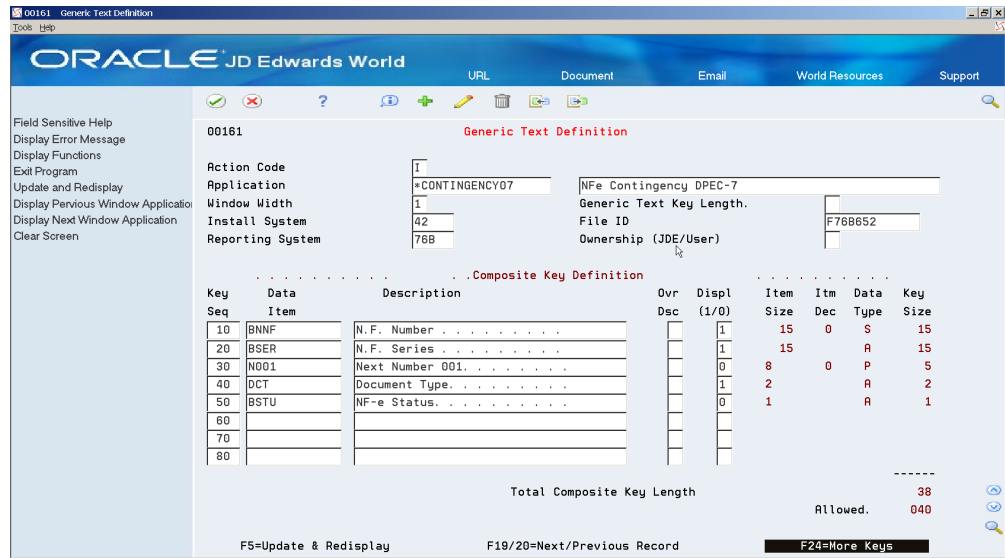 00161 Generic Text Definition
Tools Help
ORACLE JD Edwards World
URL Document Email World Resources Support
?
Field Sensitive Help
Display Error Message
Display Functions
Exit Program
Update and Redisplay
Display Pervious Window Applicatio
Display Next Window Application
Clear Screen
00161 Generic Text Definition
Action Code I
Application *CONTINGENCY07 NFe Contingency DPEC-7
Window Width 1 Generic Text Key Length.
Install System 42 File ID F76B652
Reporting System 76B Ownership (JDE/User)
. . . . . . . . . . . .Composite Key Definition . . . . . . . . . .
Key Data Description Ovr Displ Item Itm Data Key
Seq Item Dsc (1/0) Size Dec Type Size
10 BNNF N.F. Number . . . . . . . . . 1 15 0 S 15
20 BSER N.F. Series . . . . . . . . . 1 15 A 15
30 N001 Next Number 001. . . . . . . 0 8 0 P 5
40 DCT Document Type. . . . . . . . 1 2 A 2
50 BSTU NF-e Status. . . . . . . . . 0 1 A 1
60
70
80
------
Total Composite Key Length 38
Allowed. 040
F5=Update & Redisplay F19/20=Next/Previous Record F24=More Keys